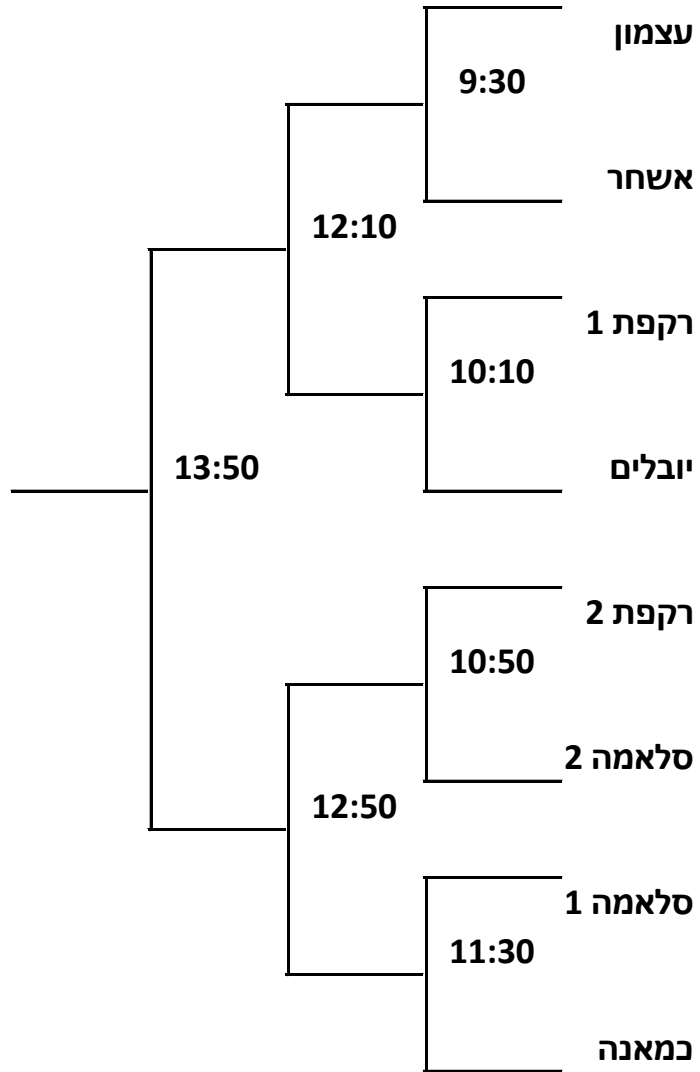 עצמון
9:30
אשחר
12:10
רקפת 1
10:10
יובלים
13:50
רקפת 2
10:50
סלאמה 2
12:50
סלאמה 1
11:30
כמאנה